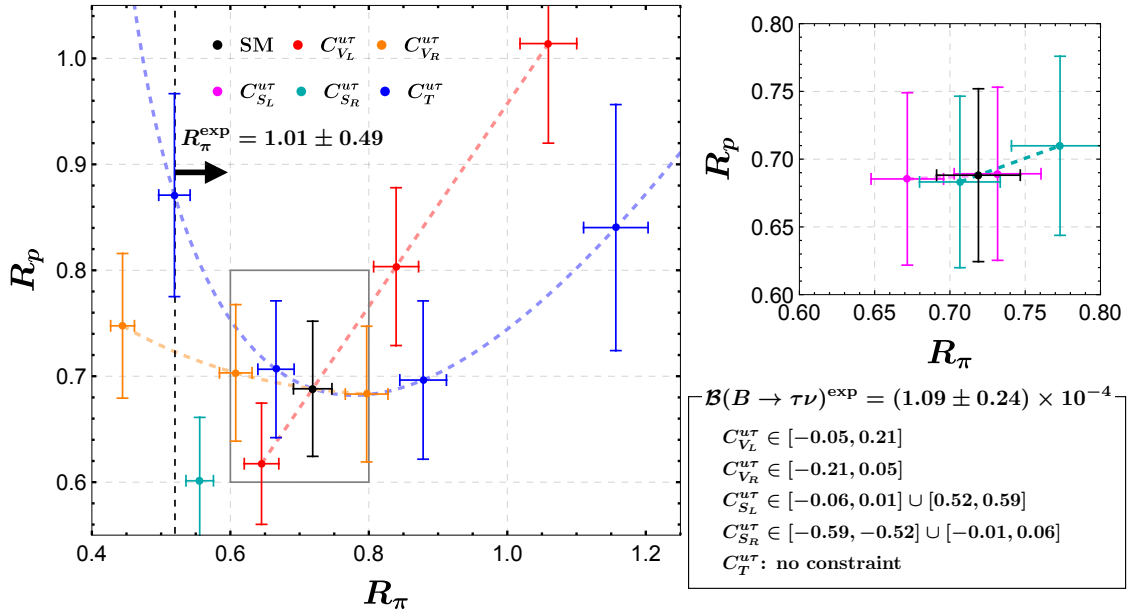 SM C_{V_L}^{uτ} C_{V_R}^{uτ}
C_{S_L}^{uτ} C_{S_R}^{uτ} C_T^{uτ}
R_π^{exp} = 1.01 ± 0.49
1.0
0.9
0.8
0.7
0.6
R_p
0.4 0.6 0.8 1.0 1.2
R_π
0.80
0.75
0.70
0.65
0.60
R_p
0.60 0.65 0.70 0.75 0.80
R_π
B(B → τν)^{exp} = (1.09 ± 0.24) × 10^{−4}
C_{V_L}^{uτ} ∈ [−0.05, 0.21]
C_{V_R}^{uτ} ∈ [−0.21, 0.05]
C_{S_L}^{uτ} ∈ [−0.06, 0.01] ∪ [0.52, 0.59]
C_{S_R}^{uτ} ∈ [−0.59, −0.52] ∪ [−0.01, 0.06]
C_T^{uτ}: no constraint